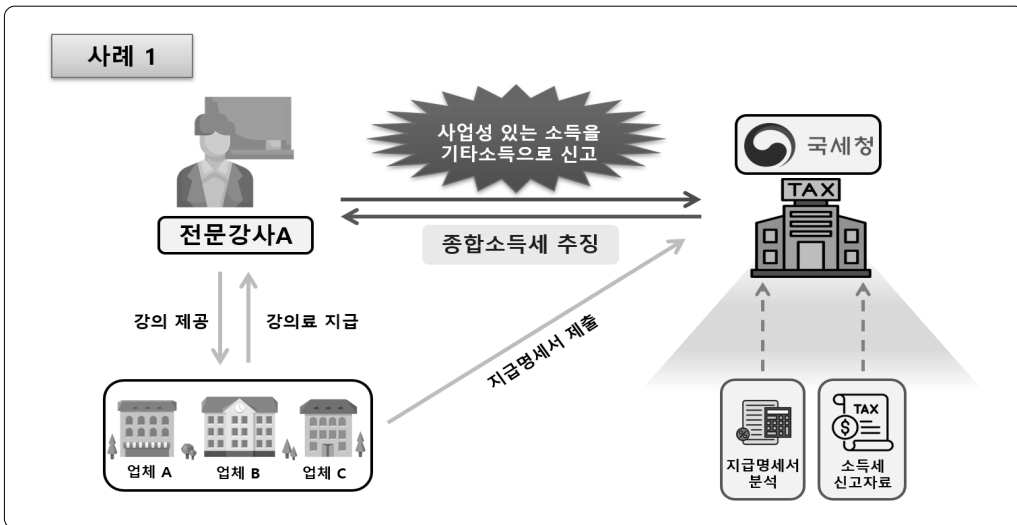 사례 1
사업성 있는 소득을
기타소득으로 신고
국세청
TAX
전문강사A
종합소득세 추징
강의 제공
강의료 지급
지급명세서 제출
업체 A
업체 B
업체 C
지급명세서
분석
TAX
$
소득세
신고자료